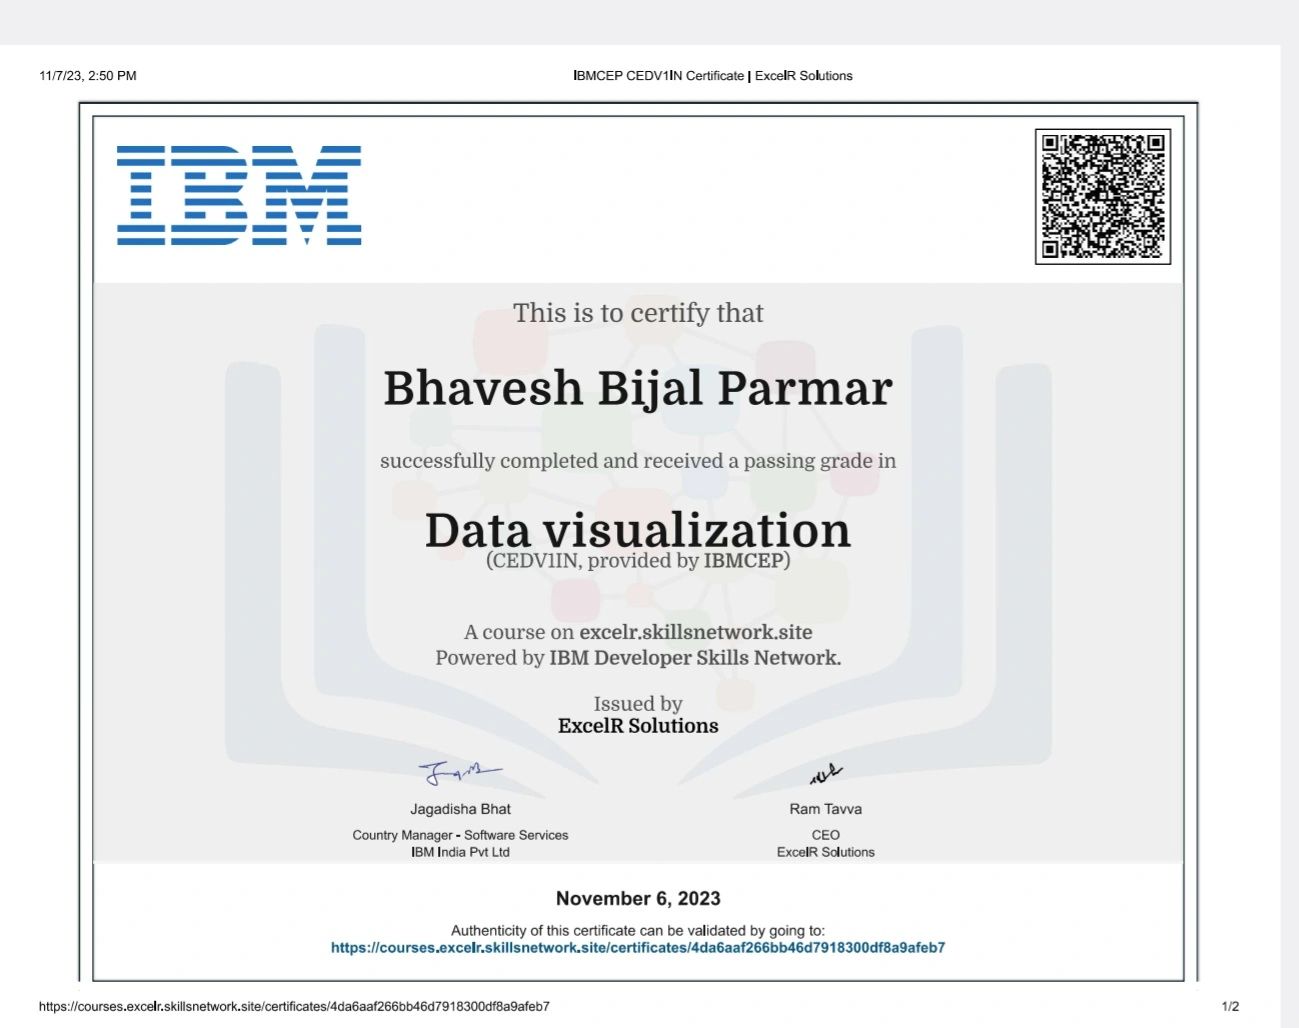 11/7/23, 2:50 PM
IBMCEP CEDV1IN Certificate | ExcelR Solutions
IBM
This is to certify that
Bhavesh Bijal Parmar
successfully completed and received a passing grade in
Data visualization
(CEDV1IN, provided by IBMCEP)
A course on excelr.skillsnetwork.site
Powered by IBM Developer Skills Network.
Issued by
ExcelR Solutions
Jagadisha Bhat
Country Manager - Software Services
IBM India Pvt Ltd
Ram Tavva
CEO
ExcelR Solutions
November 6, 2023
Authenticity of this certificate can be validated by going to:
https://courses.excelr.skillsnetwork.site/certificates/4da6aaf266bb46d7918300df8a9afeb7
https://courses.excelr.skillsnetwork.site/certificates/4da6aaf266bb46d7918300df8a9afeb7
1/2